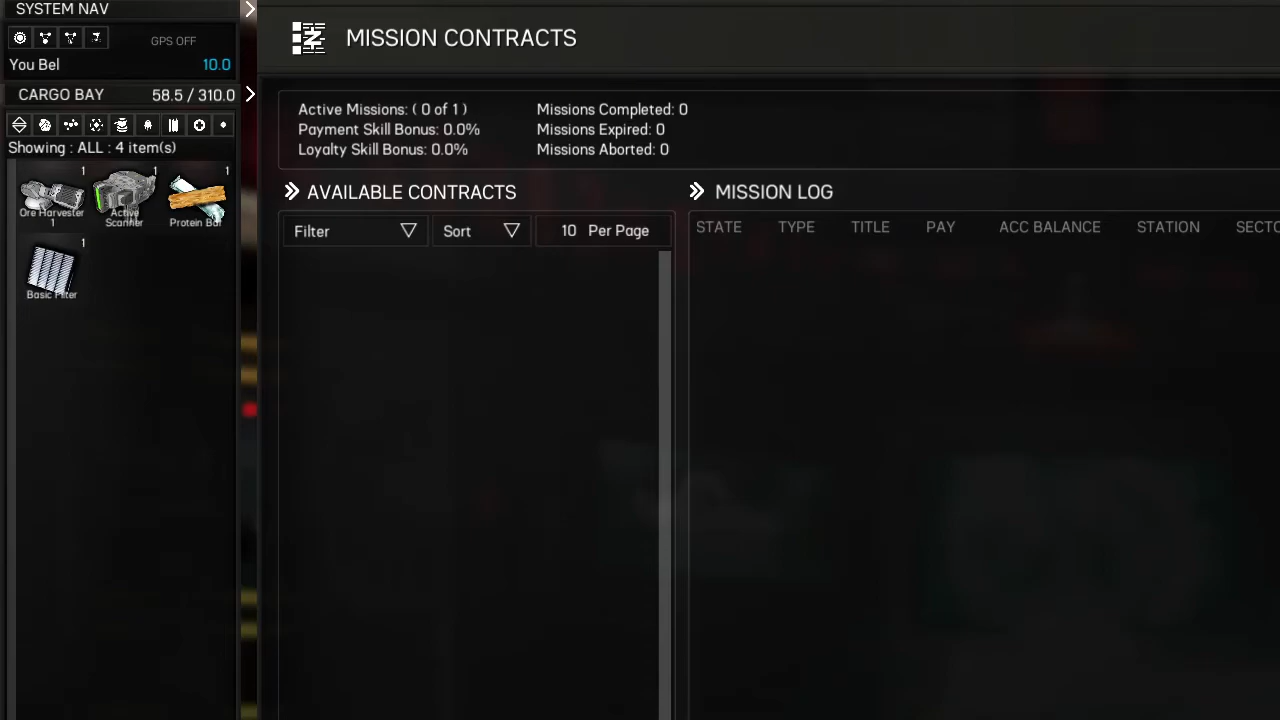 SYSTEM NAV
GPS OFF
You Bel 10.0
CARGO BAY 58.5 / 310.0
Showing : ALL : 4 item(s)
1 1 1
Ore Harvester 1
Active Scanner
Protein Bar
1
Basic Filter
MISSION CONTRACTS
Active Missions: ( 0 of 1 )
Payment Skill Bonus: 0.0%
Loyalty Skill Bonus: 0.0%
Missions Completed: 0
Missions Expired: 0
Missions Aborted: 0
AVAILABLE CONTRACTS
Filter Sort 10 Per Page
MISSION LOG
STATE TYPE TITLE PAY ACC BALANCE STATION SECTO